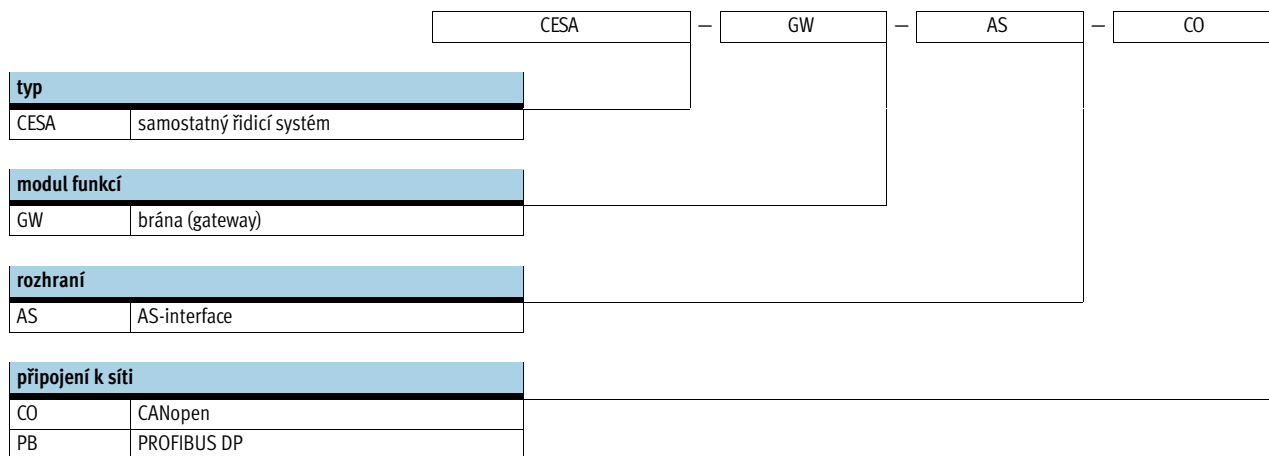 CESA — GW — AS — CO
typ
CESA samostatný řidicí systém
modul funkcí
GW brána (gateway)
rozhraní
AS AS-interface
připojení k síti
CO CANopen
PB PROFIBUS DP